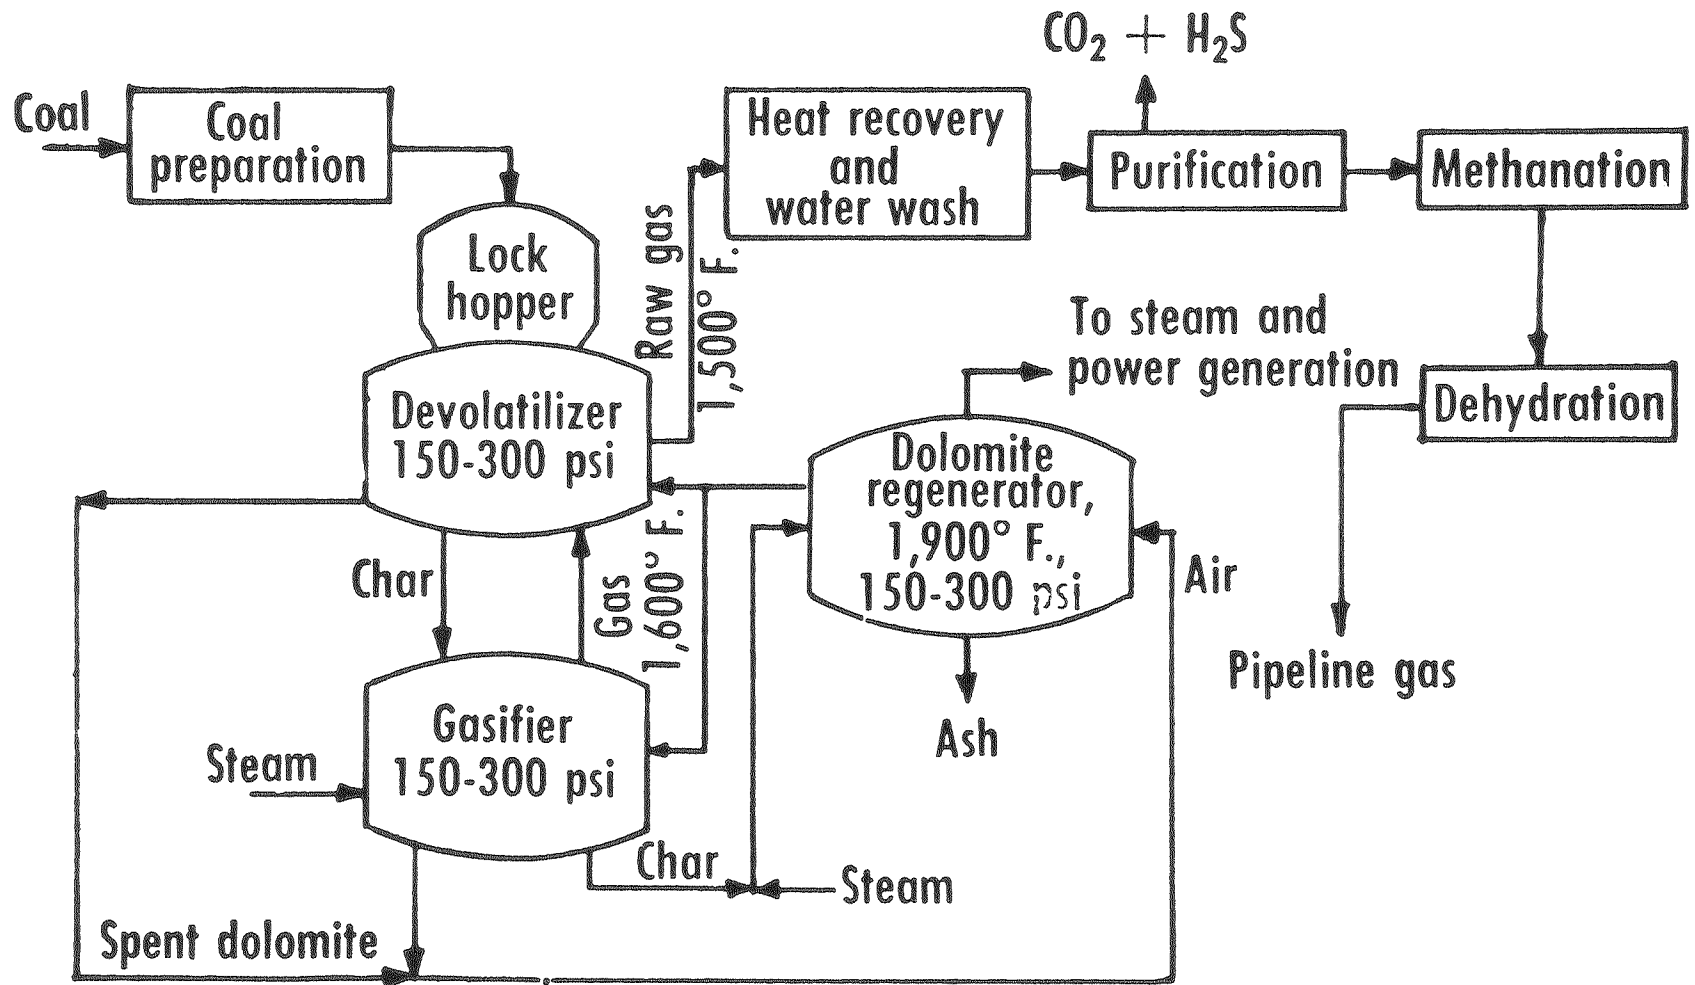 CO₂ + H₂S
Coal
Coal
preparation
Heat recovery
and
water wash
Purification
Methanation
Lock
hopper
Raw gas
1,500° F.
To steam and
power generation
Devolatilizer
150-300 psi
Dehydration
Dolomite
regenerator,
1,900° F.,
150-300 psi
Char
Gas
1,600° F.
Air
Pipeline gas
Gasifier
150-300 psi
Ash
Steam
Char
Steam
Spent dolomite